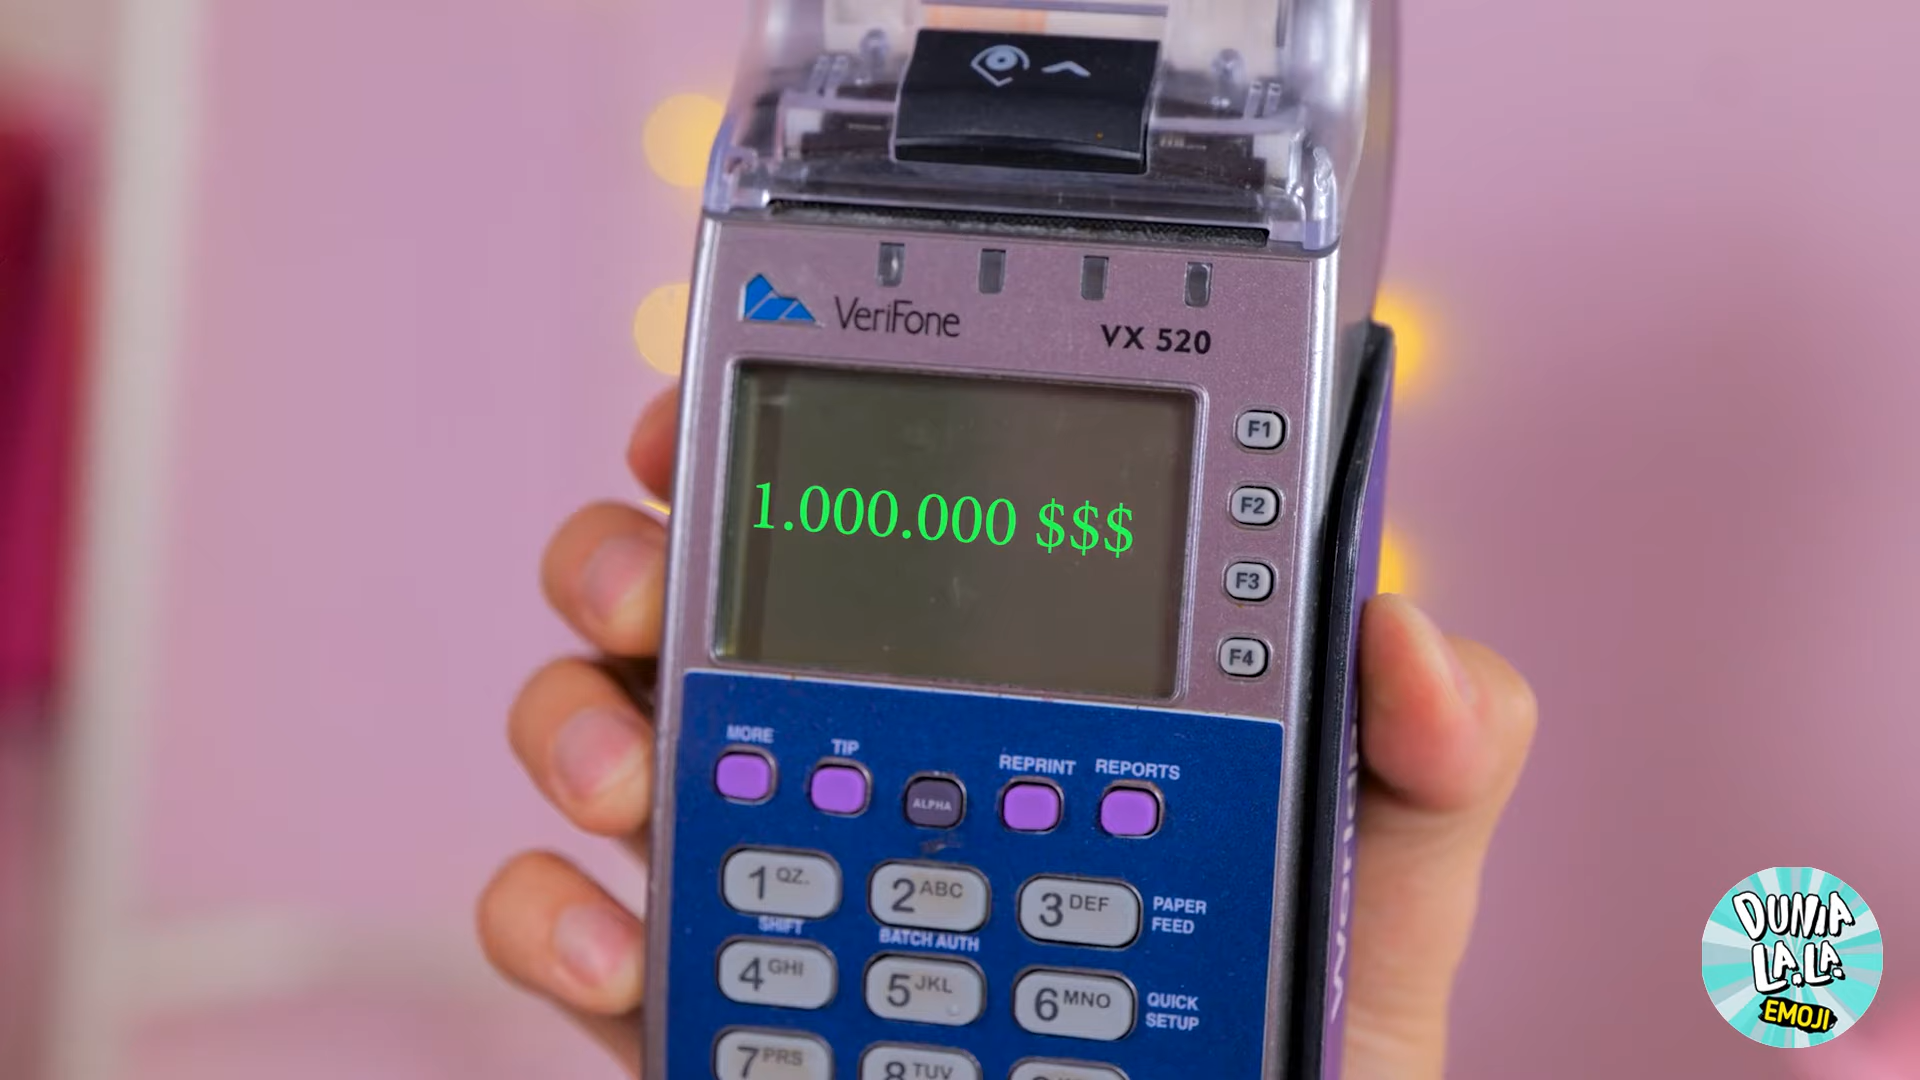 VeriFone
VX 520
F1
1.000.000 $$$
F2
F3
F4
MORE
TIP
ALPHA
REPRINT
REPORTS
1 QZ.
2 ABC
3 DEF
PAPER
FEED
SHIFT
BATCH AUTH
4 GHI
5 JKL
6 MNO
QUICK
SETUP
7 PRS
8 TUV
DUNIA
LA.LA.
EMOJI